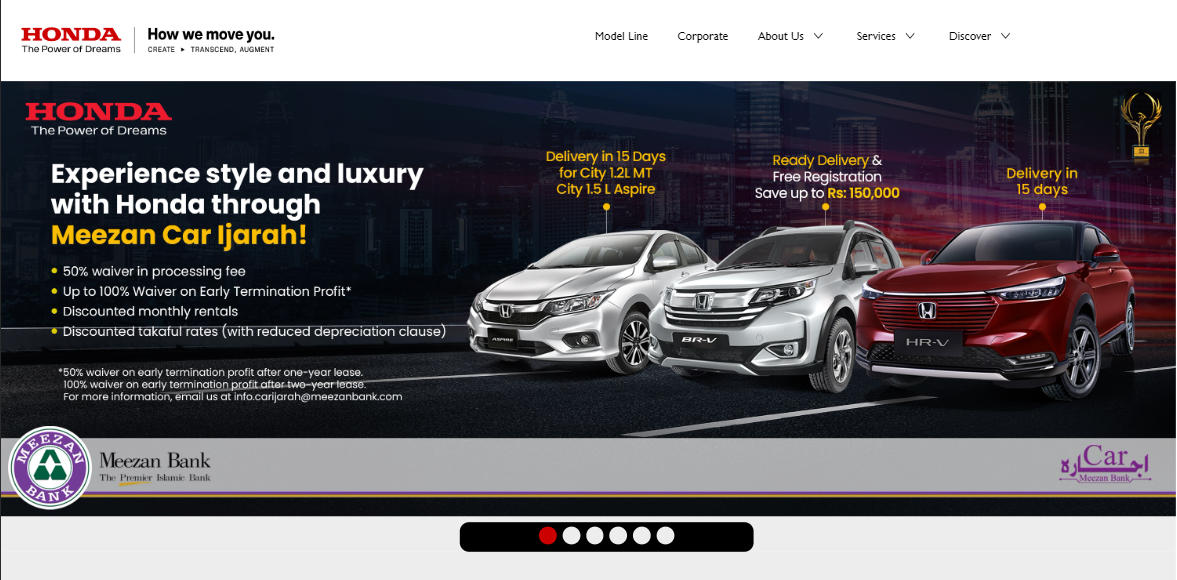 HONDA
The Power of Dreams
How we move you.
CREATE ▶ TRANSCEND, AUGMENT
Model Line
Corporate
About Us
Services
Discover
HONDA
The Power of Dreams
Experience style and luxury
with Honda through
Meezan Car Ijarah!
• 50% waiver in processing fee
• Up to 100% Waiver on Early Termination Profit*
• Discounted monthly rentals
• Discounted takaful rates (with reduced depreciation clause)
*50% waiver on early termination profit after one-year lease.
100% waiver on early termination profit after two-year lease.
For more information, email us at info.carijarah@meezanbank.com
Delivery in 15 Days
for City 1.2L MT
City 1.5 L Aspire
Ready Delivery &
Free Registration
Save up to Rs: 150,000
Delivery in
15 days
ASPIRE
BR-V
HR-V
MEEZAN
BANK
Meezan Bank
The Premier Islamic Bank
Car اجاره
Meezan Bank